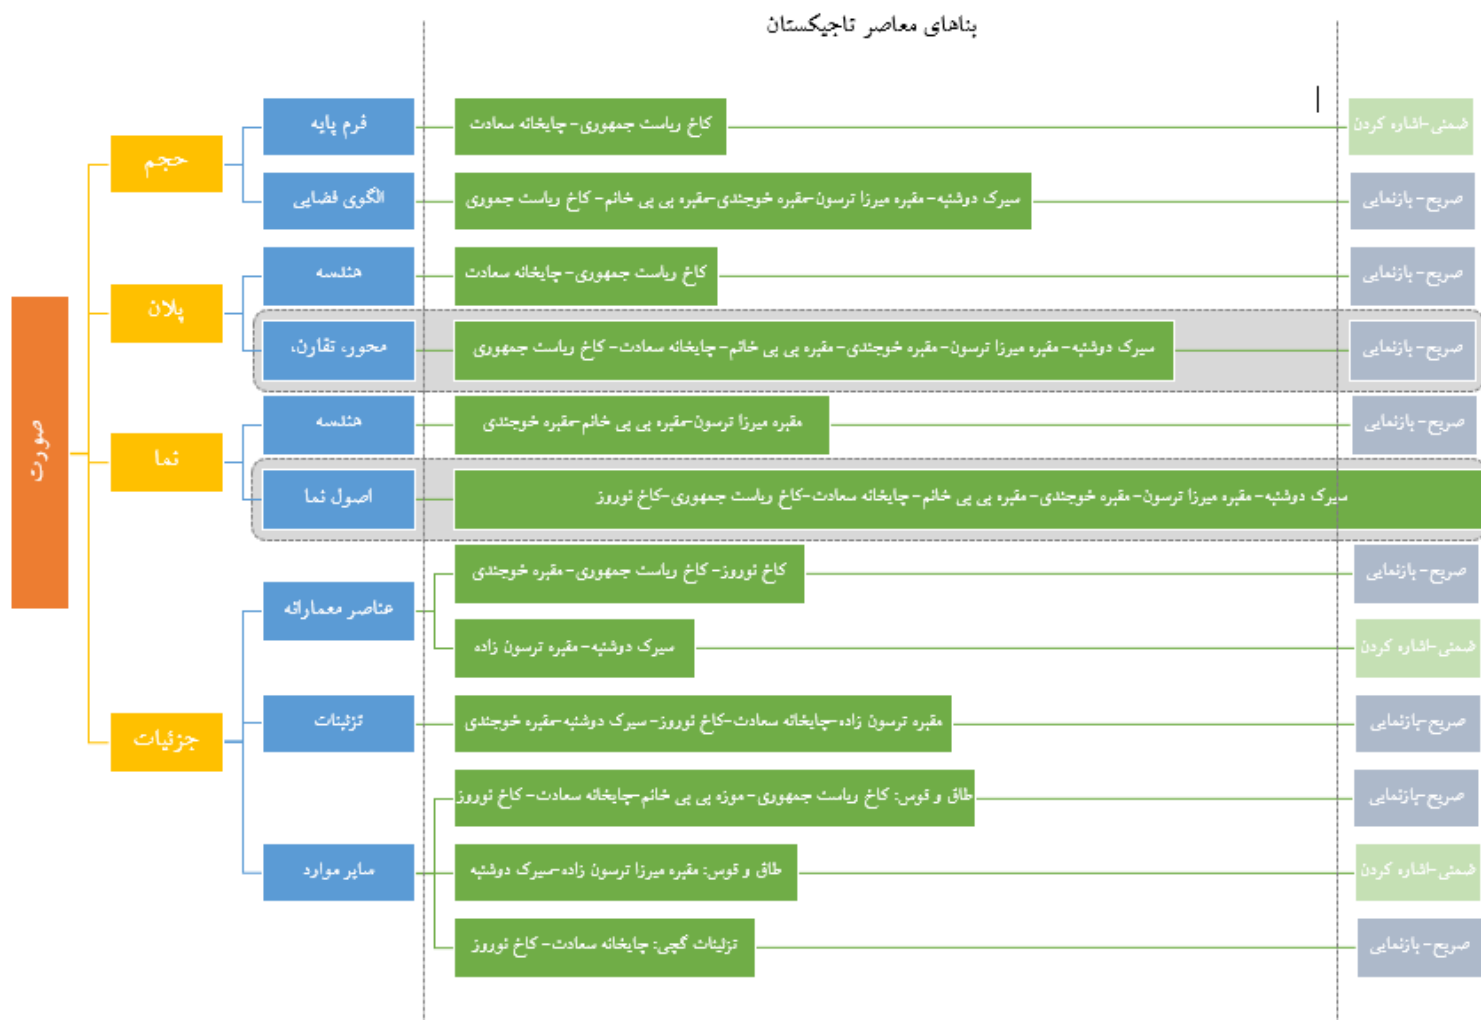 بناهای معاصر تاجیکستان
صورت
حجم
فرم پایه
کاخ ریاست جمهوری- چایخانه سعادت
ضمنی-اشاره کردن
الگوی فضایی
سیرک دوشنبه- مقبره میرزا ترسون- مقبره خوجندی-مقبره بی بی خانم- کاخ ریاست جموری
صریح- بازنمایی
پلان
هندسه
کاخ ریاست جمهوری- چایخانه سعادت
صریح- بازنمایی
محور، تقارن،
سیرک دوشنبه- مقبره میرزا ترسون- مقبره خوجندی- مقبره بی بی خانم- چایخانه سعادت- کاخ ریاست جمهوری
صریح- بازنمایی
نما
هندسه
مقبره میرزا ترسون-مقبره بی بی خانم-مقبره خوجندی
صریح- بازنمایی
اصول نما
سیرک دوشنبه- مقبره میرزا ترسون- مقبره خوجندی- مقبره بی بی خانم- چایخانه سعادت-کاخ ریاست جمهوری-کاخ نوروز
جزئیات
عناصر معمارانه
کاخ نوروز- کاخ ریاست جمهوری- مقبره خوجندی
صریح- بازنمایی
سیرک دوشنبه- مقبره ترسون زاده
ضمنی-اشاره کردن
تزئینات
مقبره ترسون زاده-چایخانه سعادت-کاخ نوروز- سیرک دوشنبه-مقبره خوجندی
صریح-بازنمایی
سایر موارد
طاق و قوس: کاخ ریاست جمهوری- موزه بی بی خانم-چایخانه سعادت- کاخ نوروز
صریح-بازنمایی
طاق و قوس: مقبره میرزا ترسون زاده-سیرک دوشنبه
ضمنی-اشاره کردن
تزئینات گچی: چایخانه سعادت- کاخ نوروز
صریح- بازنمایی